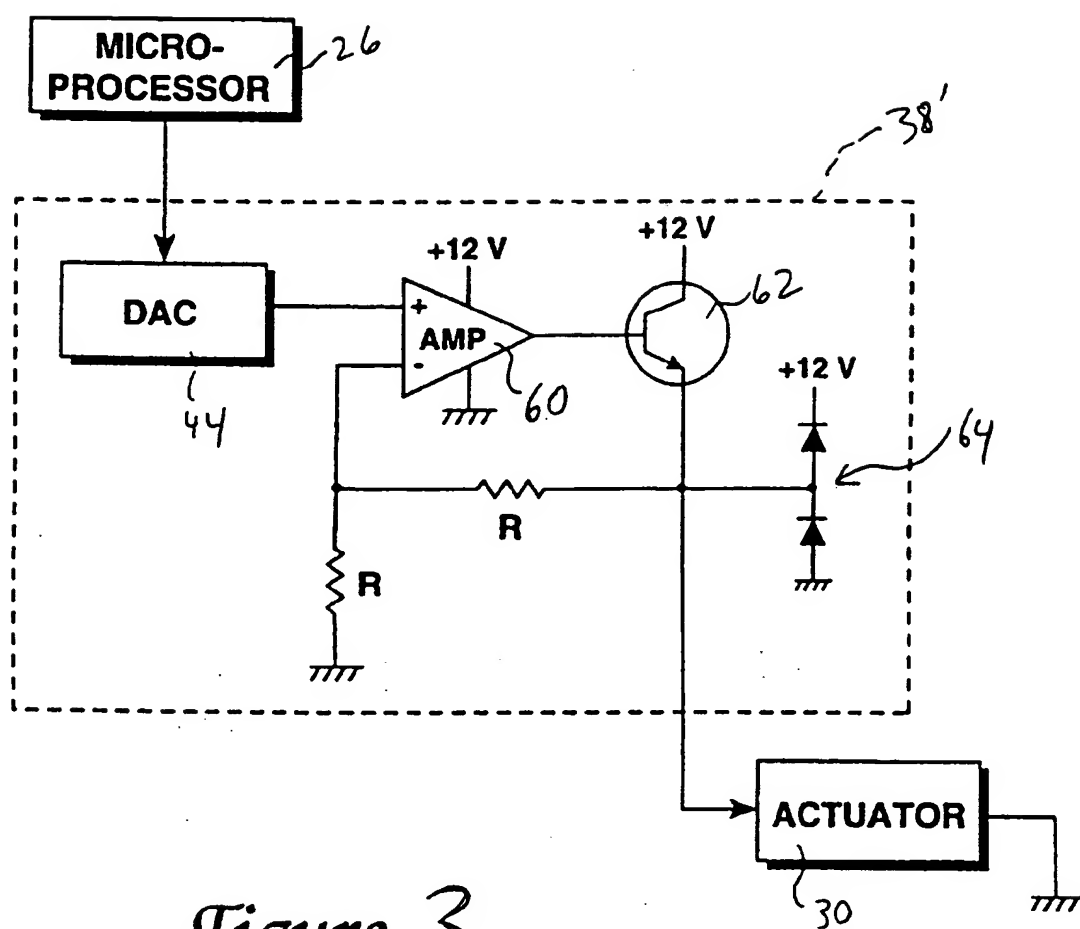 MICRO-
PROCESSOR
26
38'
+12 V
+12 V
DAC
44
+
AMP
-
60
62
+12 V
64
R
R
ACTUATOR
30
Figure 3